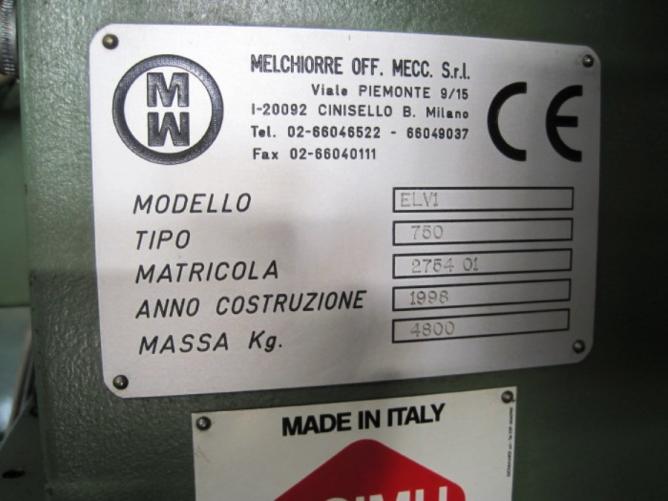 MW
MELCHIORRE OFF. MECC. S.r.l.
Viale PIEMONTE 9/15
I-20092 CINISELLO B. Milano
Tel. 02-66046522 - 66049037
Fax 02-66040111
CE
MODELLO ELV1
TIPO 750
MATRICOLA 2754 01
ANNO COSTRUZIONE 1998
MASSA Kg. 4800
MADE IN ITALY